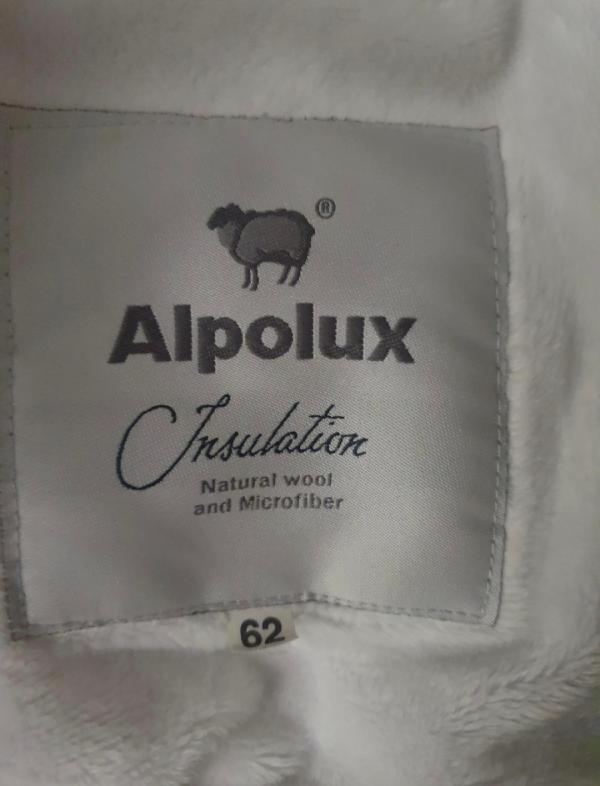 ®
Alpolux
Insulation
Natural wool
and Microfiber
62